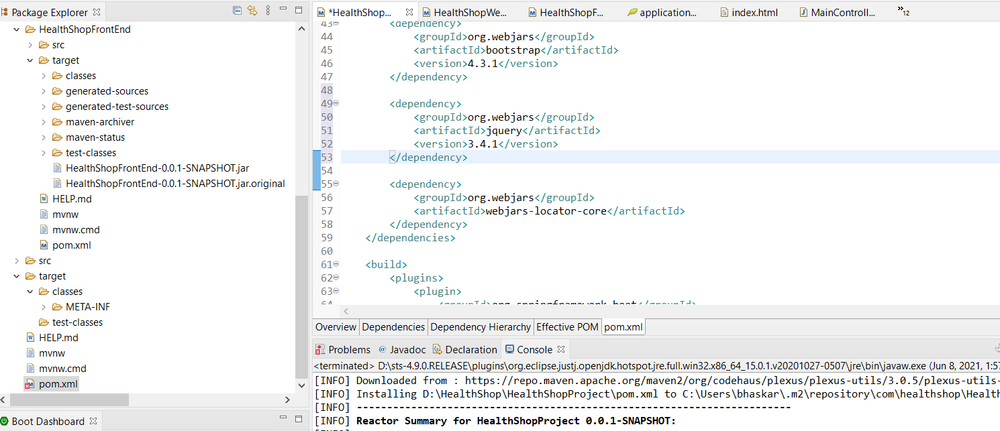 Package Explorer
HealthShopFrontEnd
src
target
classes
generated-sources
generated-test-sources
maven-archiver
maven-status
test-classes
HealthShopFrontEnd-0.0.1-SNAPSHOT.jar
HealthShopFrontEnd-0.0.1-SNAPSHOT.jar.original
HELP.md
mvnw
mvnw.cmd
pom.xml
src
target
classes
META-INF
test-classes
HELP.md
mvnw
mvnw.cmd
pom.xml
Boot Dashboard
*HealthShop... HealthShopWe... HealthShopF... application... index.html MainControll... »12
43 <dependency>
44 <groupId>org.webjars</groupId>
45 <artifactId>bootstrap</artifactId>
46 <version>4.3.1</version>
47 </dependency>
48
49 <dependency>
50 <groupId>org.webjars</groupId>
51 <artifactId>jquery</artifactId>
52 <version>3.4.1</version>
53 </dependency>
54
55 <dependency>
56 <groupId>org.webjars</groupId>
57 <artifactId>webjars-locator-core</artifactId>
58 </dependency>
59 </dependencies>
60
61 <build>
62 <plugins>
63 <plugin>
64 <groupId>org.springframework.boot</groupId>
Overview Dependencies Dependency Hierarchy Effective POM pom.xml
Problems @ Javadoc Declaration Console
<terminated> D:\sts-4.9.0.RELEASE\plugins\org.eclipse.justj.openjdk.hotspot.jre.full.win32.x86_64_15.0.1.v20201027-0507\jre\bin\javaw.exe (Jun 8, 2021, 1:57
[INFO] Downloaded from : https://repo.maven.apache.org/maven2/org/codehaus/plexus/plexus-utils/3.0.5/plexus-utils-
[INFO] Installing D:\HealthShop\HealthShopProject\pom.xml to C:\Users\bhaskar\.m2\repository\com\healthshop\Health
[INFO] ------------------------------------------------------------------------
[INFO] Reactor Summary for HealthShopProject 0.0.1-SNAPSHOT: